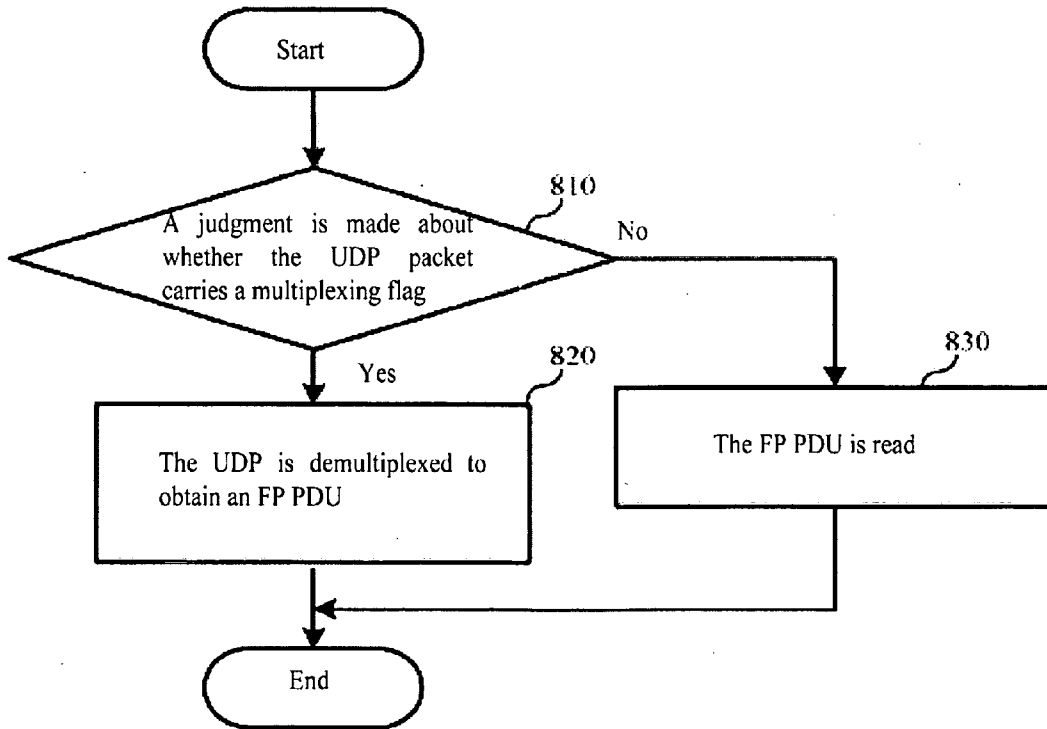 Start
810
A judgment is made about
whether the UDP packet
carries a multiplexing flag
No
Yes
820
830
The UDP is demultiplexed to
obtain an FP PDU
The FP PDU is read
End